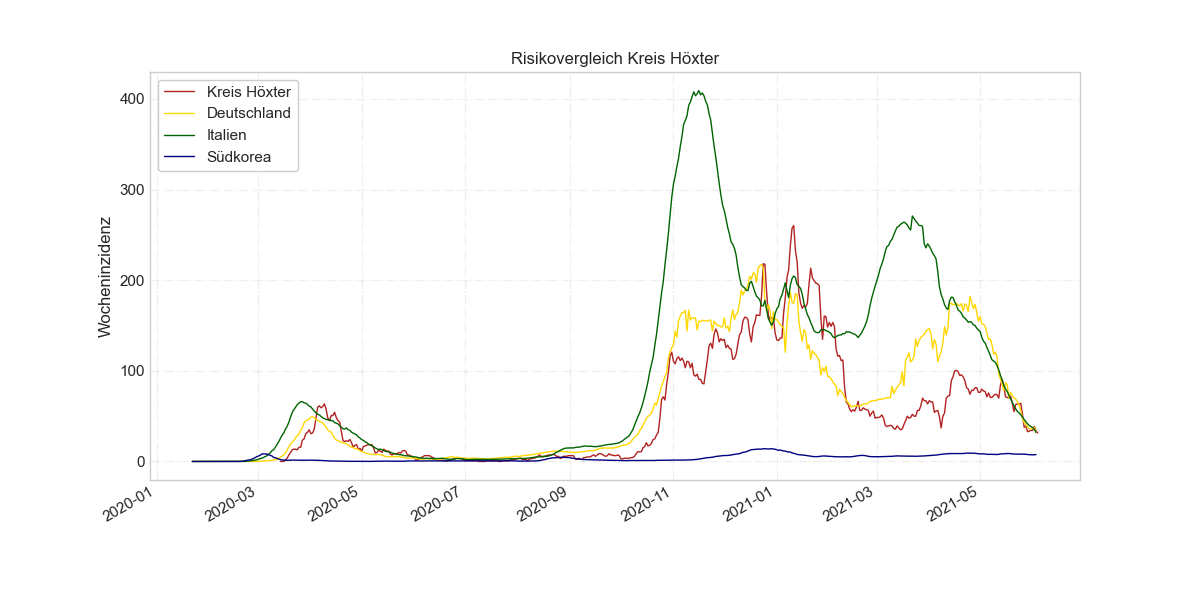 Risikovergleich Kreis Höxter
Kreis Höxter
Deutschland
Italien
Südkorea
Wocheninzidenz
400
300
200
100
0
2020-01
2020-03
2020-05
2020-07
2020-09
2020-11
2021-01
2021-03
2021-05